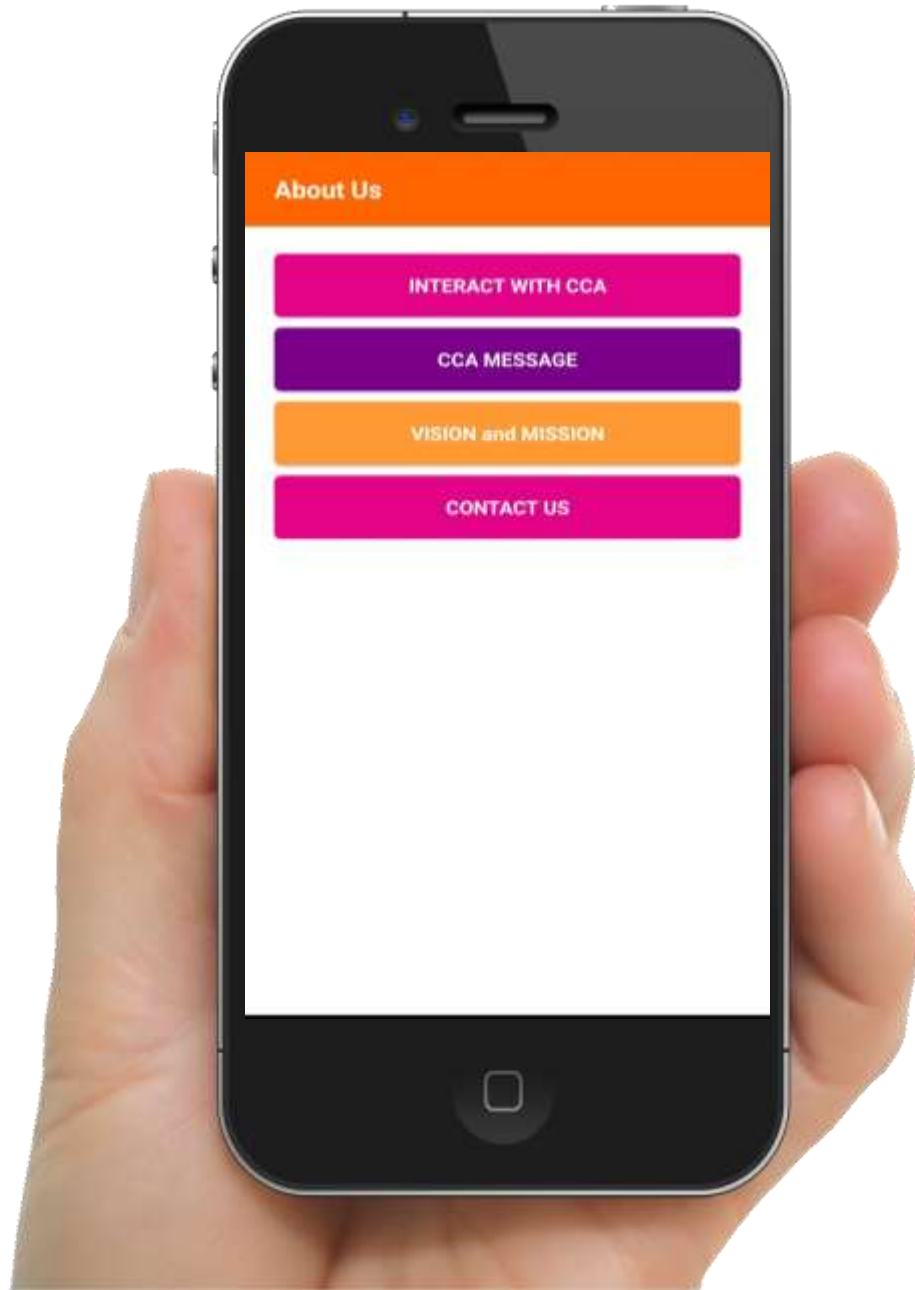 About Us
INTERACT WITH CCA
CCA MESSAGE
VISION and MISSION
CONTACT US